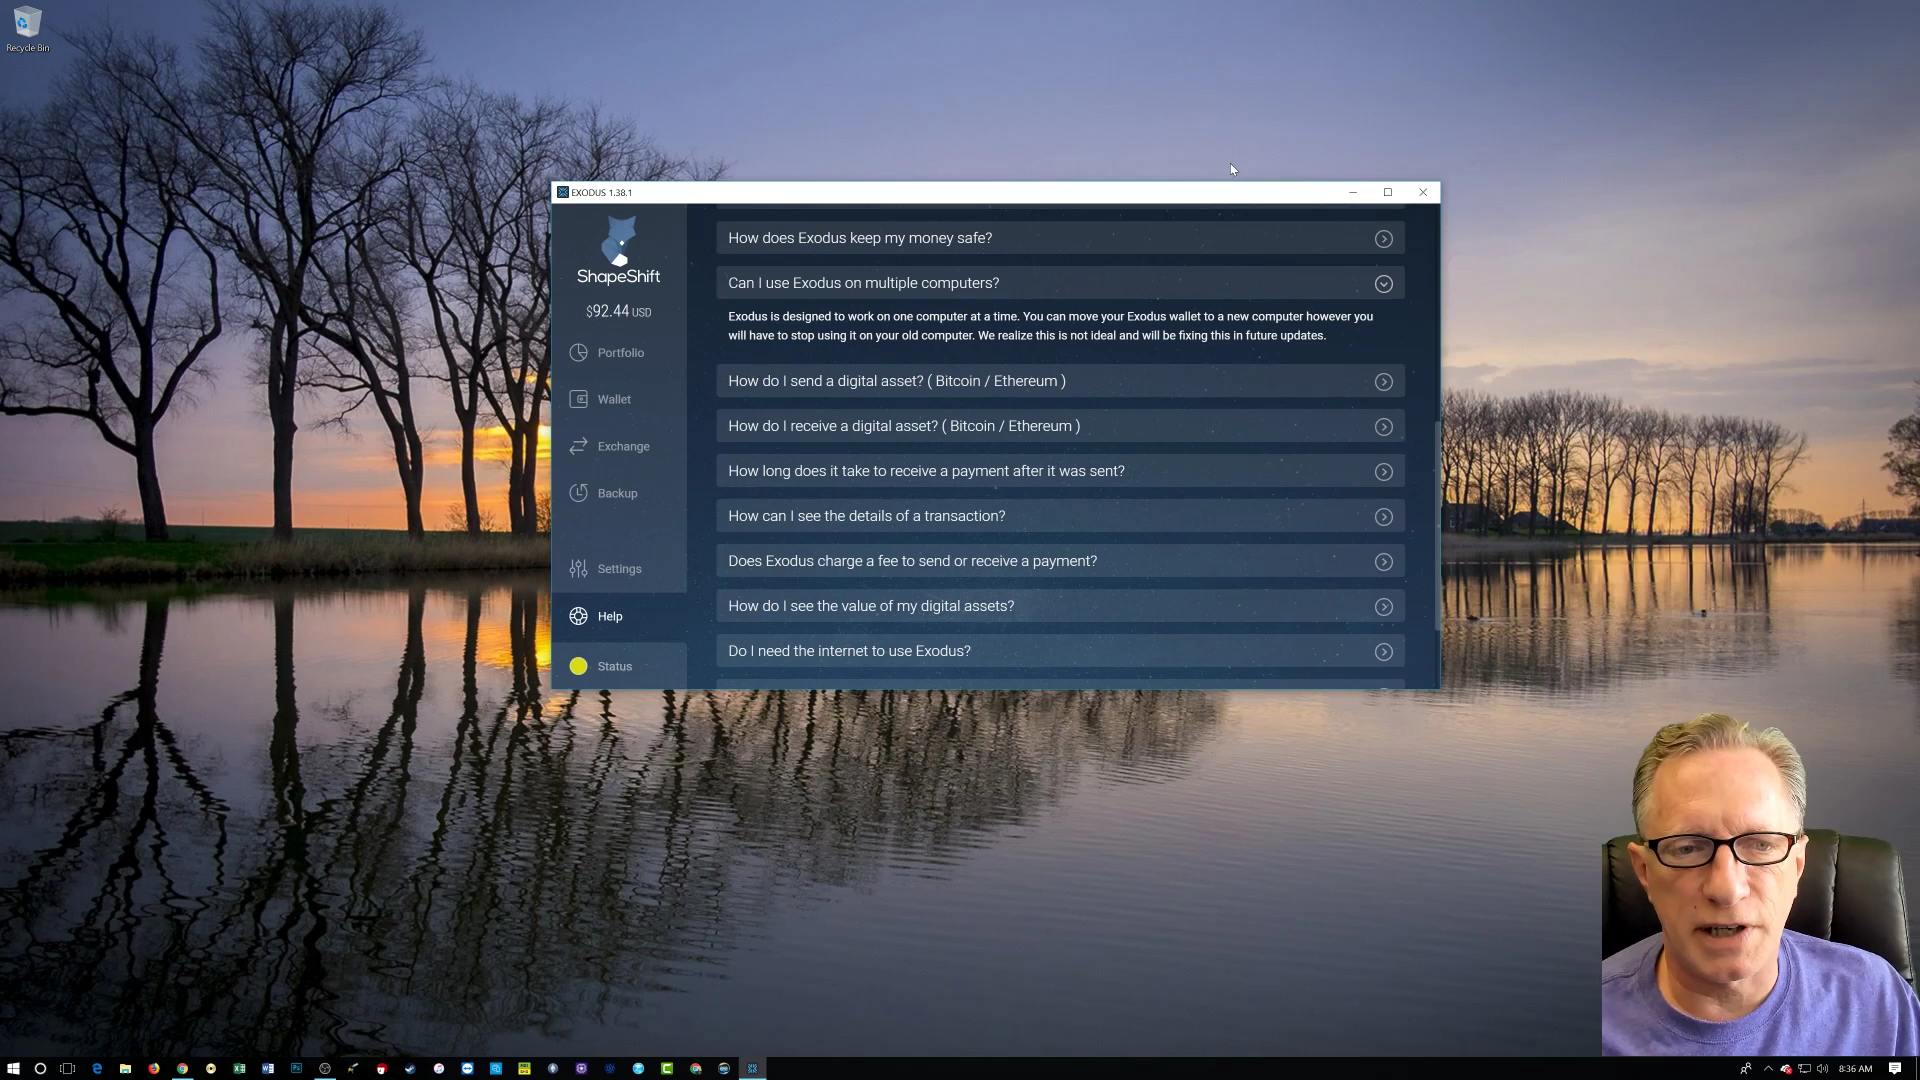 Recycle Bin
EXODUS 1.38.1
ShapeShift
$92.44 USD
Portfolio
Wallet
Exchange
Backup
Settings
Help
Status
How does Exodus keep my money safe?
Can I use Exodus on multiple computers?
Exodus is designed to work on one computer at a time. You can move your Exodus wallet to a new computer however you
will have to stop using it on your old computer. We realize this is not ideal and will be fixing this in future updates.
How do I send a digital asset? ( Bitcoin / Ethereum )
How do I receive a digital asset? ( Bitcoin / Ethereum )
How long does it take to receive a payment after it was sent?
How can I see the details of a transaction?
Does Exodus charge a fee to send or receive a payment?
How do I see the value of my digital assets?
Do I need the internet to use Exodus?
8:36 AM